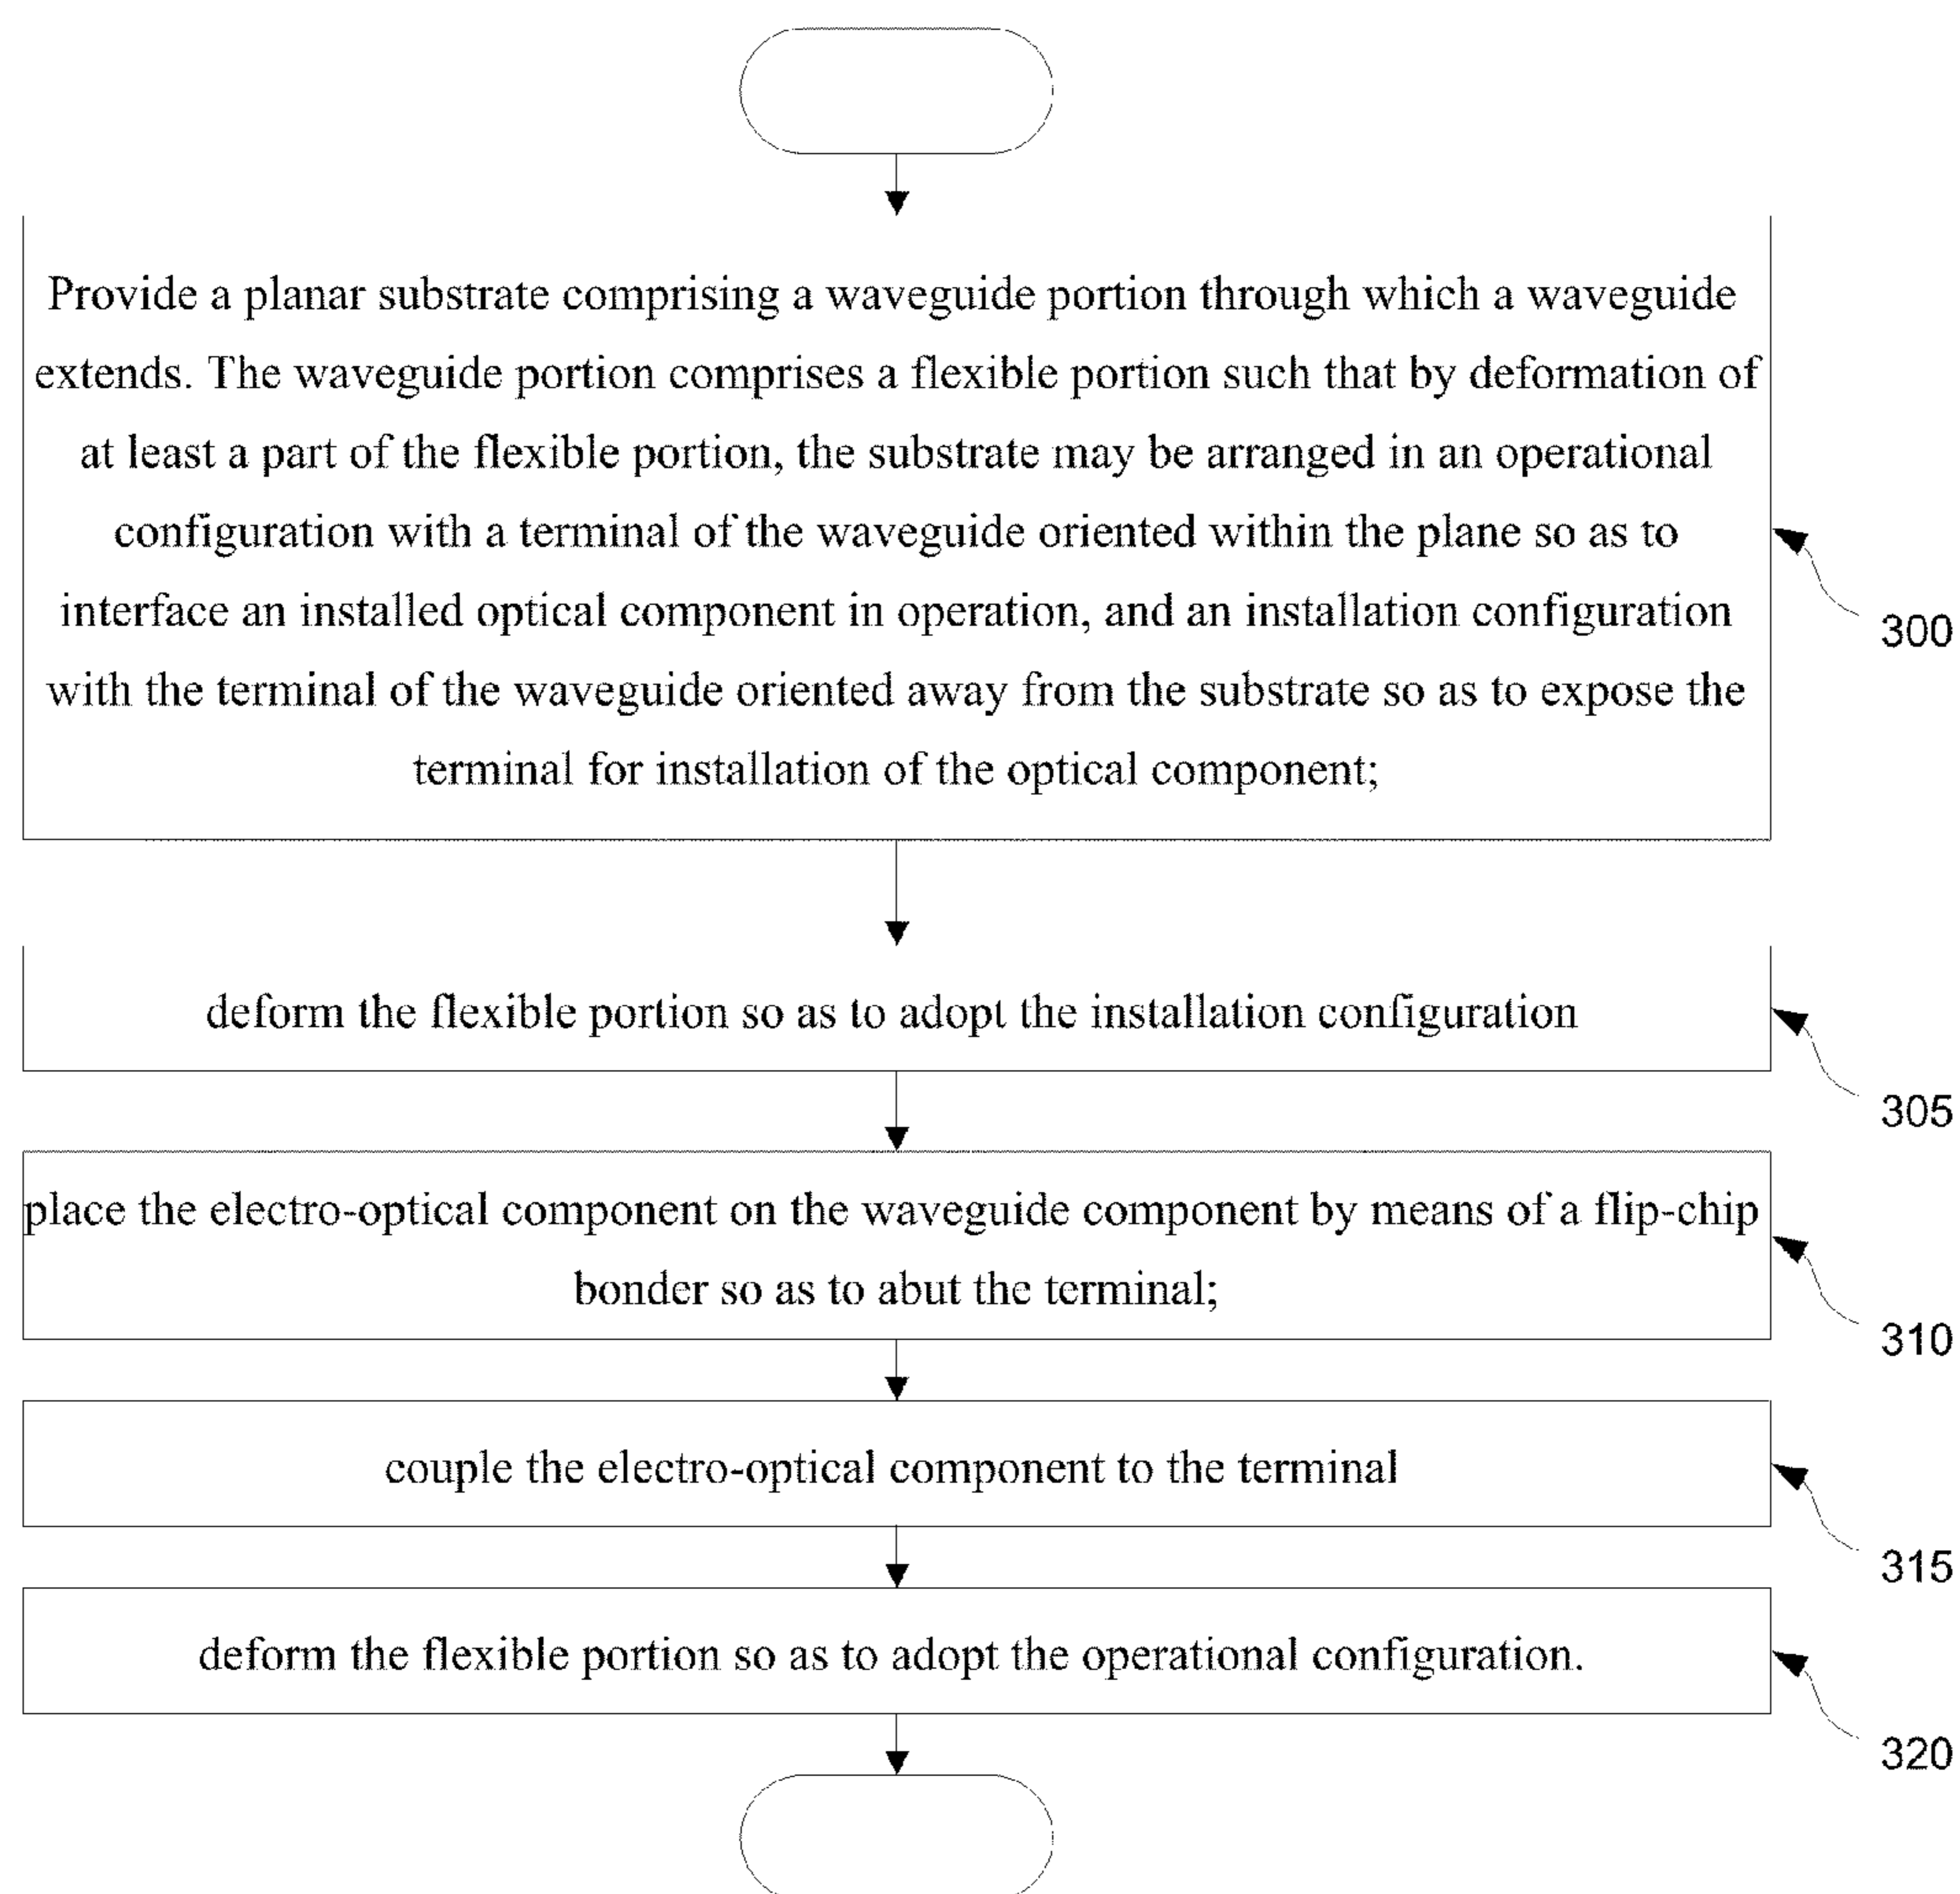 Provide a planar substrate comprising a waveguide portion through which a waveguide
extends. The waveguide portion comprises a flexible portion such that by deformation of
at least a part of the flexible portion, the substrate may be arranged in an operational
configuration with a terminal of the waveguide oriented within the plane so as to
interface an installed optical component in operation, and an installation configuration
with the terminal of the waveguide oriented away from the substrate so as to expose the
terminal for installation of the optical component;
300
deform the flexible portion so as to adopt the installation configuration
305
place the electro-optical component on the waveguide component by means of a flip-chip
bonder so as to abut the terminal;
310
couple the electro-optical component to the terminal
315
deform the flexible portion so as to adopt the operational configuration.
320